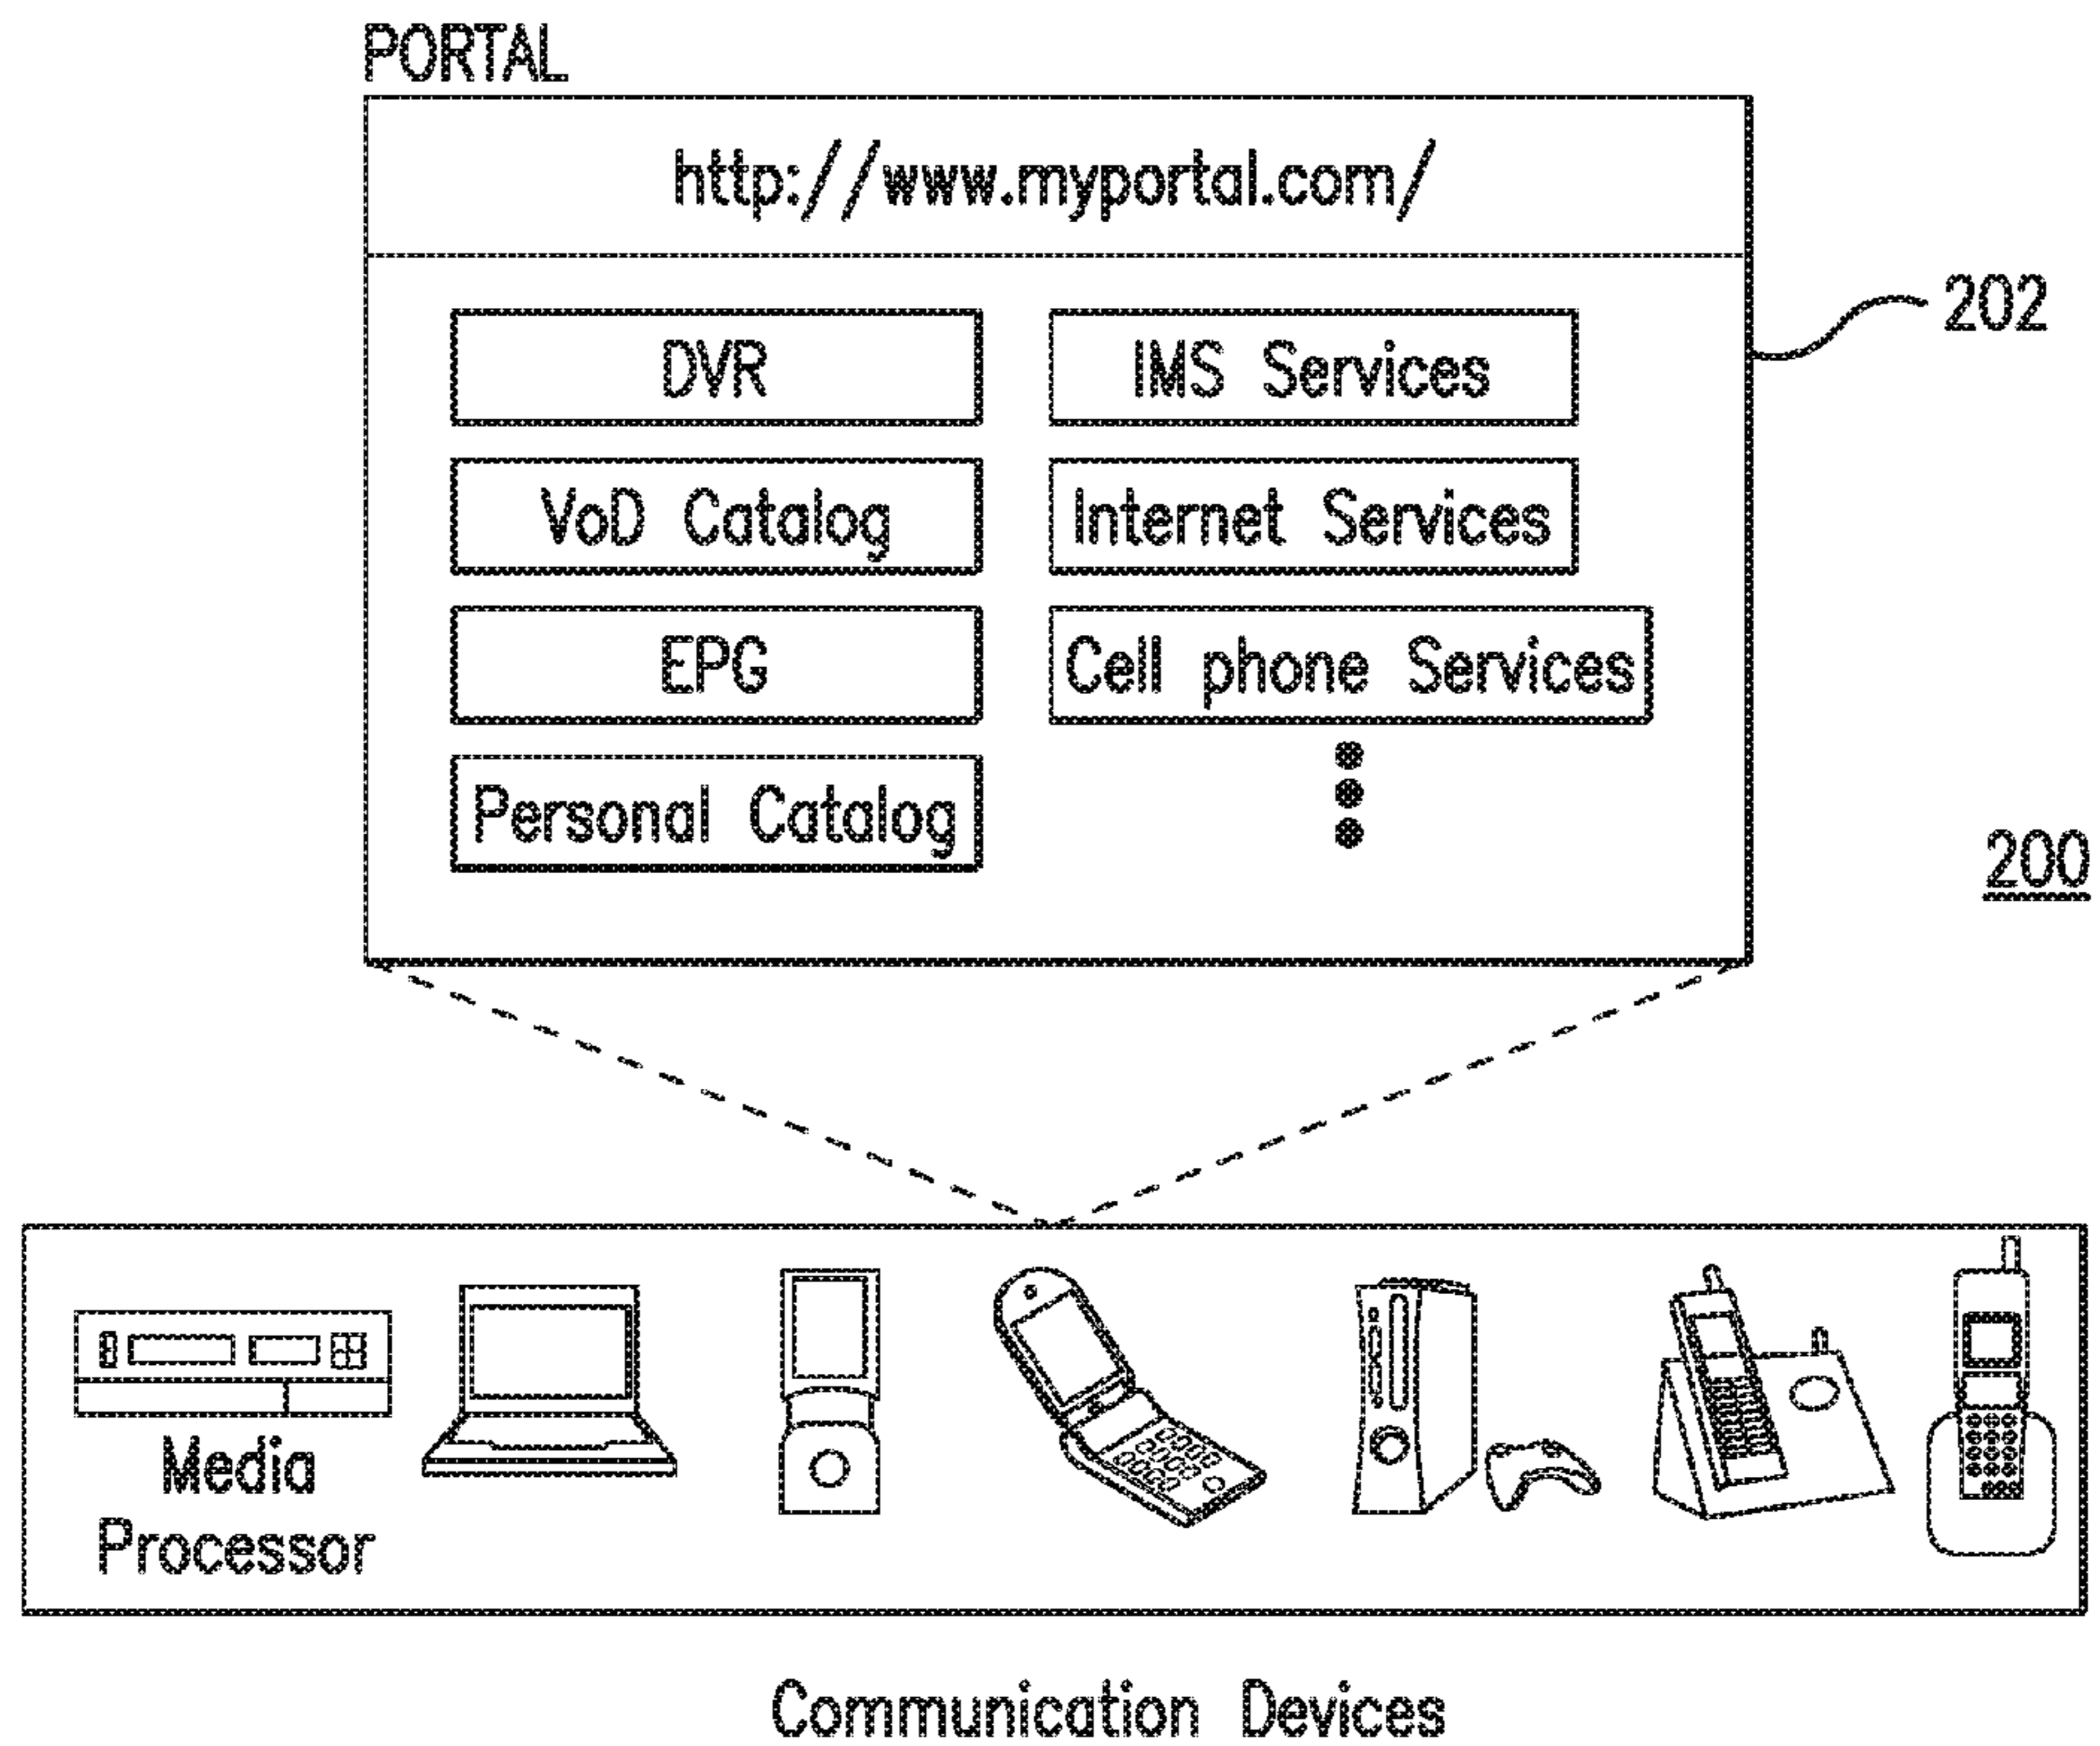 PORTAL
http://www.myportal.com/
202
DVR
IMS Services
VoD Catalog
Internet Services
EPG
Cell phone Services
Personal Catalog
200
Media
Processor
Communication Devices